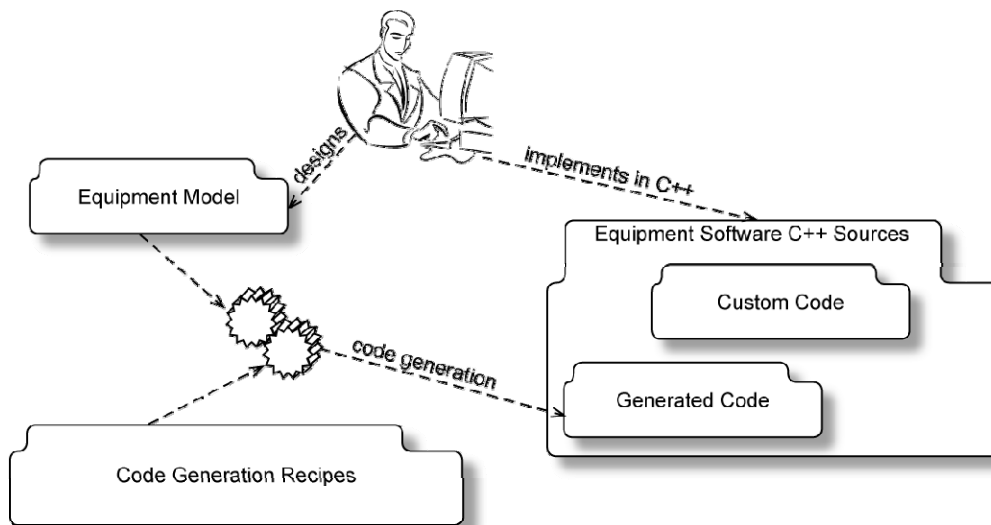 designs
implements in C++
Equipment Model
Equipment Software C++ Sources
Custom Code
code generation
Generated Code
Code Generation Recipes